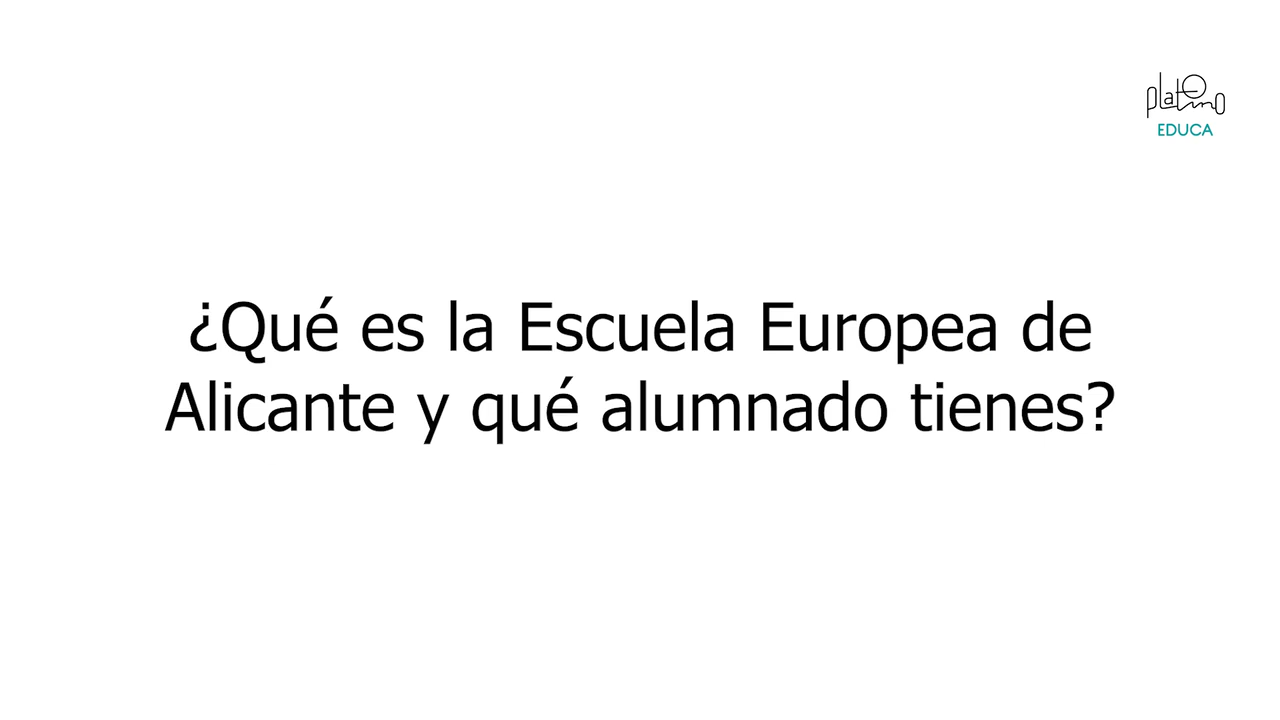 platino
EDUCA
¿Qué es la Escuela Europea de
Alicante y qué alumnado tienes?